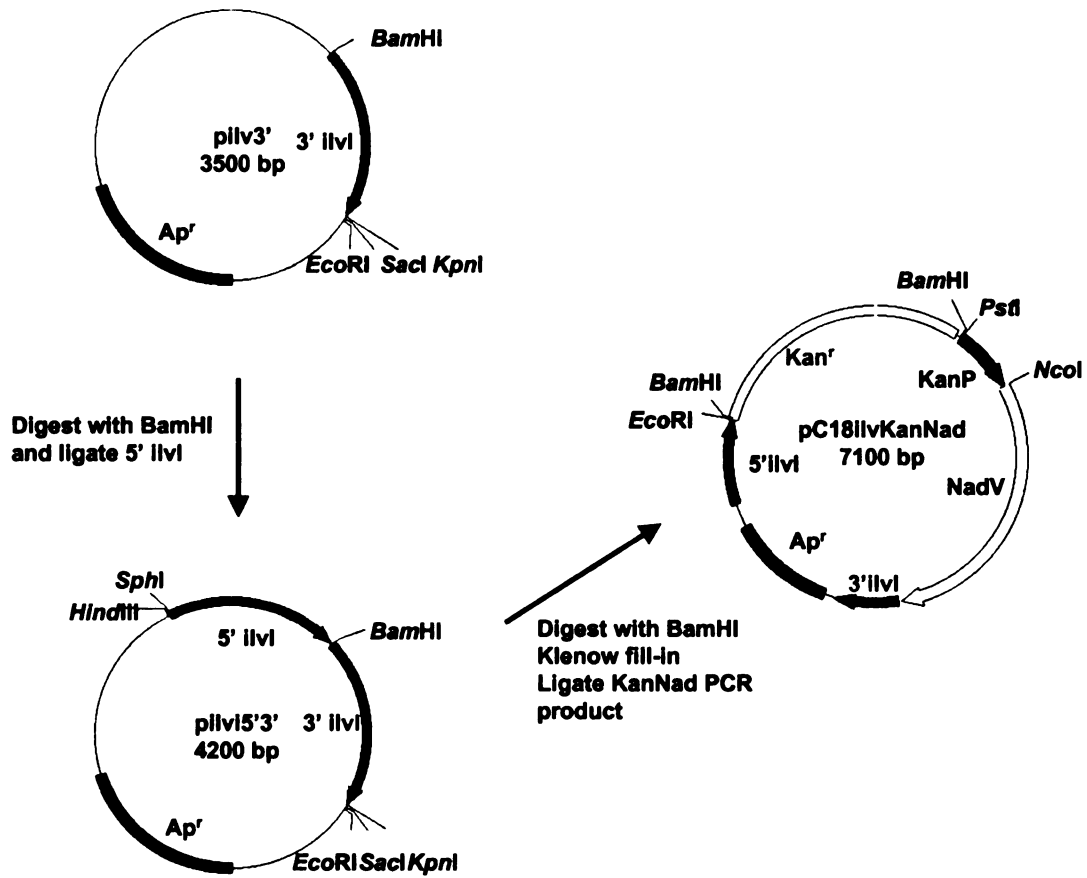 BamHI
pilv3'
3500 bp
3' ilvI
Apʳ
EcoRI SacI KpnI
Digest with BamHI
and ligate 5' ilvI
SphI
HindIII
5' ilvI
BamHI
pilvI5'3'
4200 bp
3' ilvI
Apʳ
EcoRI SacI KpnI
Digest with BamHI
Klenow fill-in
Ligate KanNad PCR
product
BamHI
PstI
Kanʳ
KanP
NcoI
BamHI
EcoRI
pC18ilvKanNad
7100 bp
5'ilvI
NadV
Apʳ
3'ilvI